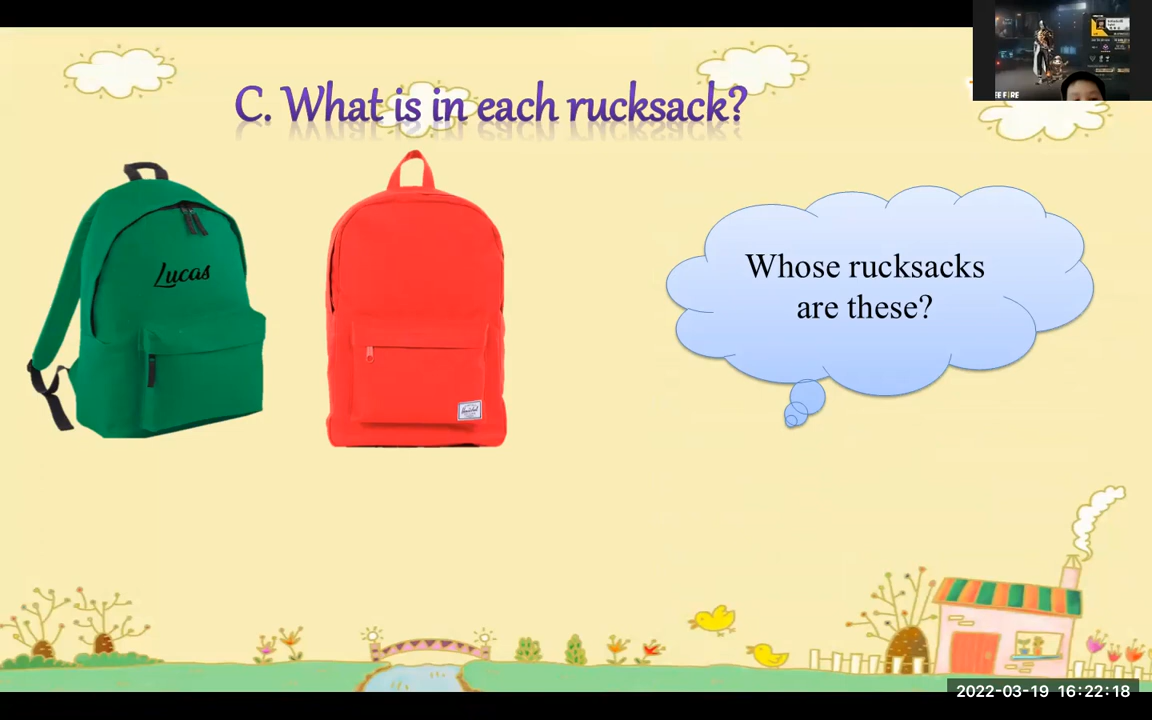 C. What is in each rucksack?
Lucas
Whose rucksacks
are these?
2022-03-19 16:22:18